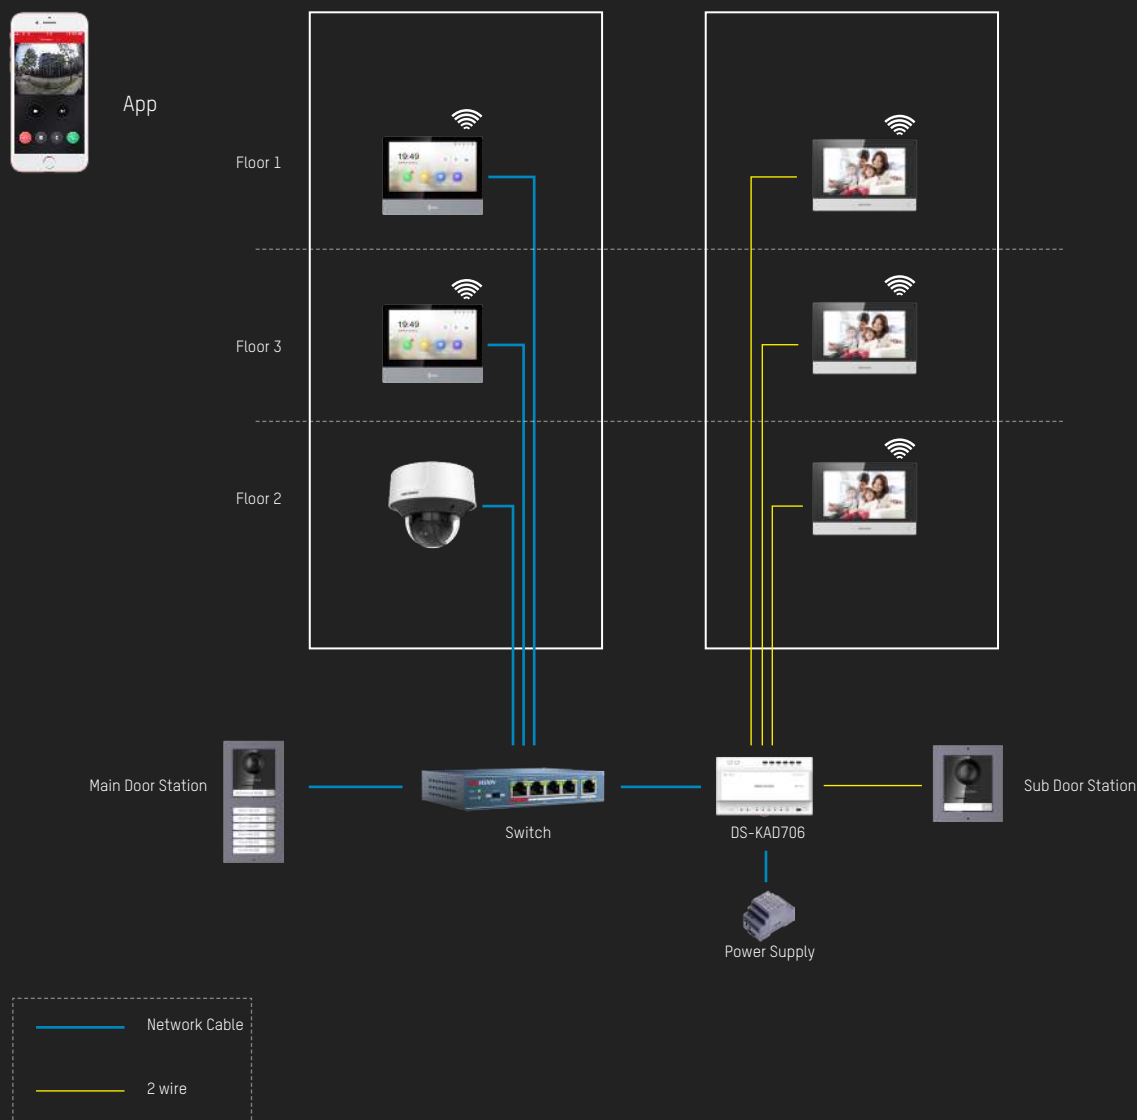 App
Floor 1
19:49
Floor 3
19:49
Floor 2
Main Door Station
Switch
DS-KAD706
Sub Door Station
Power Supply
Network Cable
2 wire